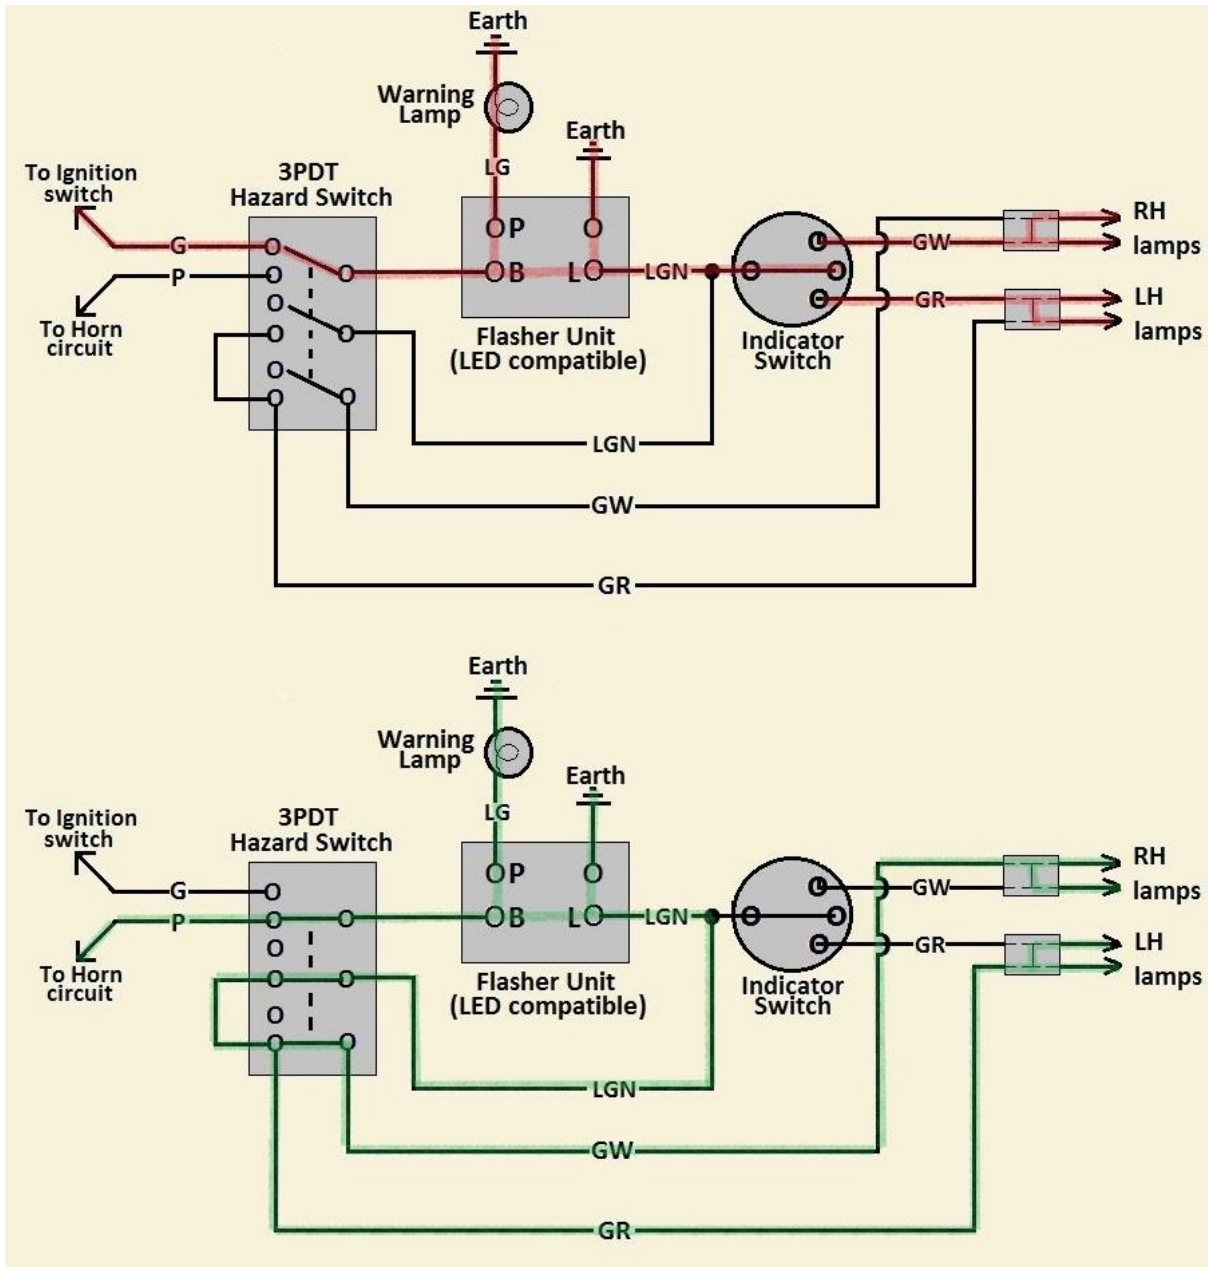 Earth
Warning
Lamp
Earth
LG
To Ignition
switch
3PDT
Hazard Switch
G
P
To Horn
circuit
P
B
L
LGN
Flasher Unit
(LED compatible)
Indicator
Switch
GW
GR
RH
lamps
LH
lamps
LGN
GW
GR
Earth
Warning
Lamp
Earth
LG
To Ignition
switch
3PDT
Hazard Switch
G
P
To Horn
circuit
P
B
L
LGN
Flasher Unit
(LED compatible)
Indicator
Switch
GW
GR
RH
lamps
LH
lamps
LGN
GW
GR